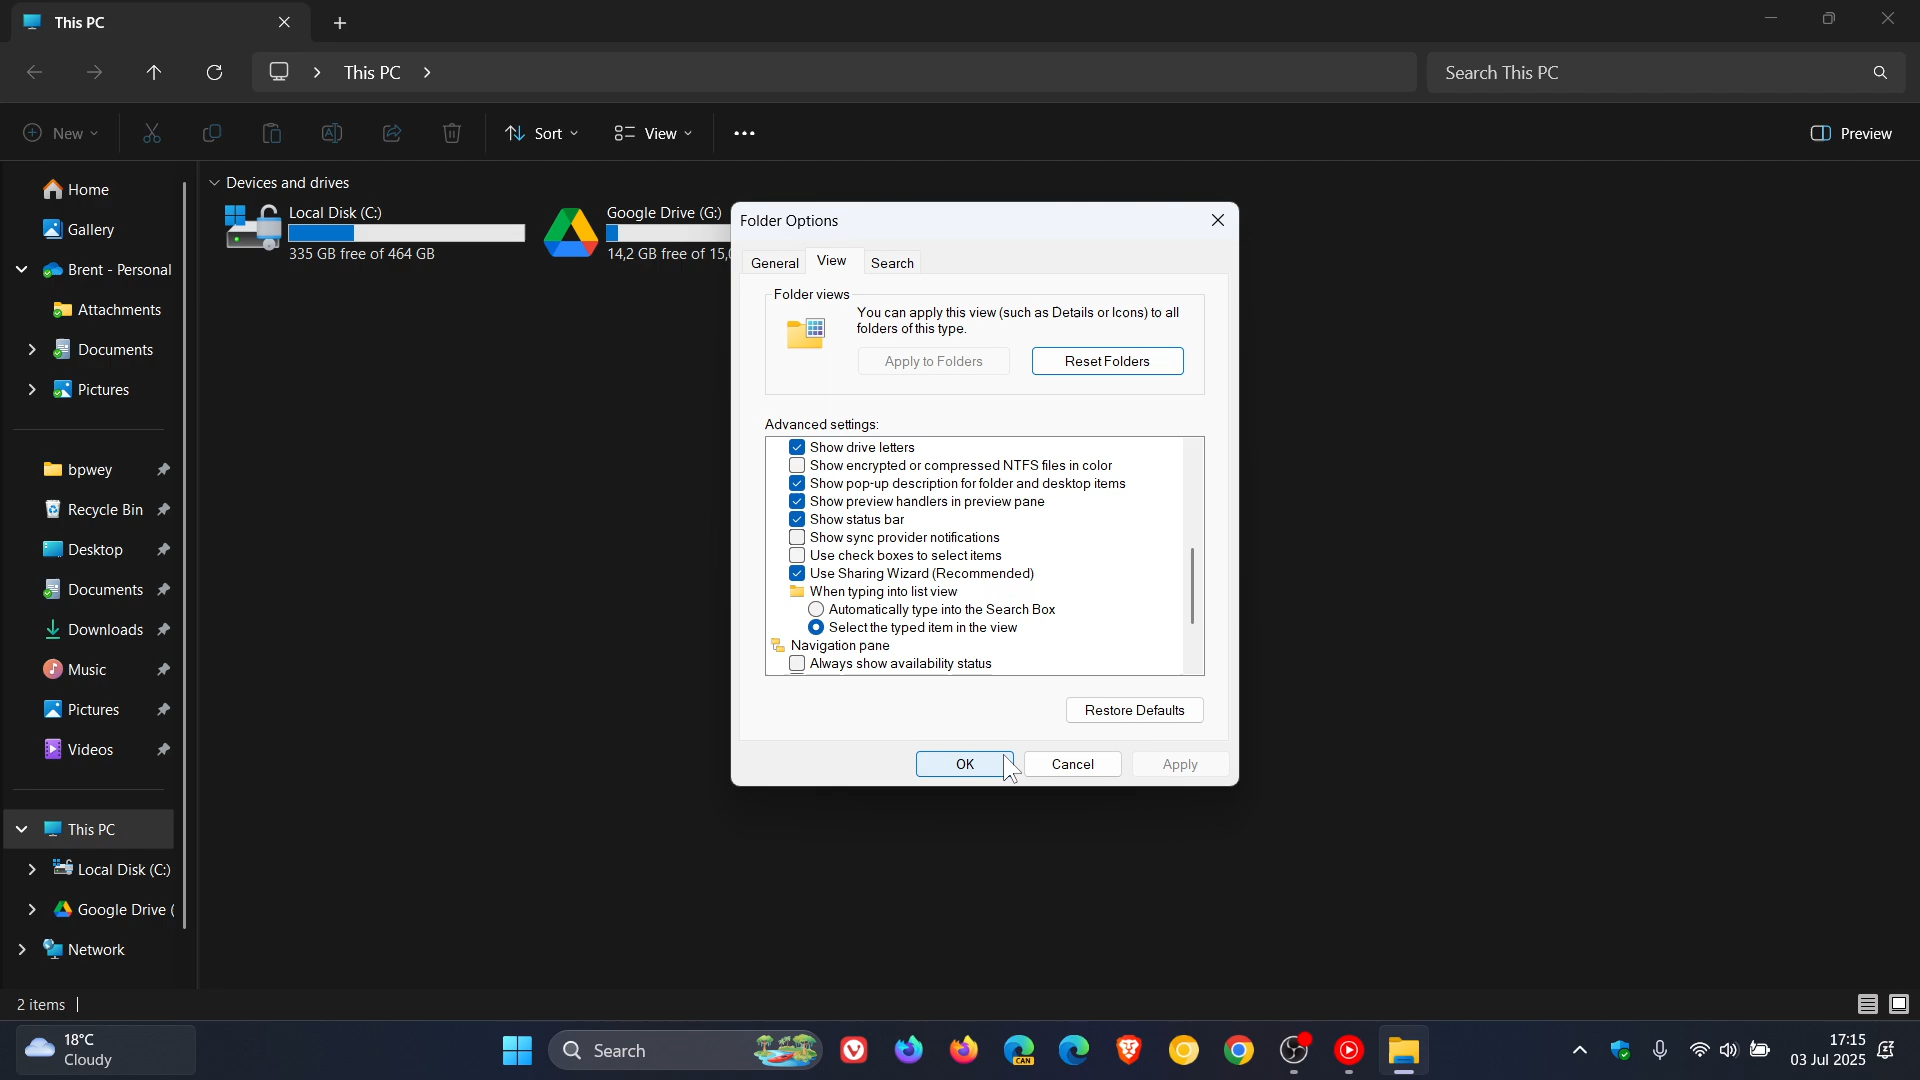 This PC
This PC
Search This PC
New
Sort
View
Preview
Home
Gallery
Brent - Personal
Attachments
Documents
Pictures
bpwey
Recycle Bin
Desktop
Documents
Downloads
Music
Pictures
Videos
This PC
Local Disk (C:)
Google Drive (
Network
Devices and drives
Local Disk (C:)
335 GB free of 464 GB
Google Drive (G:)
14,2 GB free of 15,0
Folder Options
General
View
Search
Folder views
You can apply this view (such as Details or Icons) to all
folders of this type.
Apply to Folders
Reset Folders
Advanced settings:
Show drive letters
Show encrypted or compressed NTFS files in color
Show pop-up description for folder and desktop items
Show preview handlers in preview pane
Show status bar
Show sync provider notifications
Use check boxes to select items
Use Sharing Wizard (Recommended)
When typing into list view
Automatically type into the Search Box
Select the typed item in the view
Navigation pane
Always show availability status
Restore Defaults
OK
Cancel
Apply
2 items
18°C
Cloudy
Search
CAN
17:15
03 Jul 2025